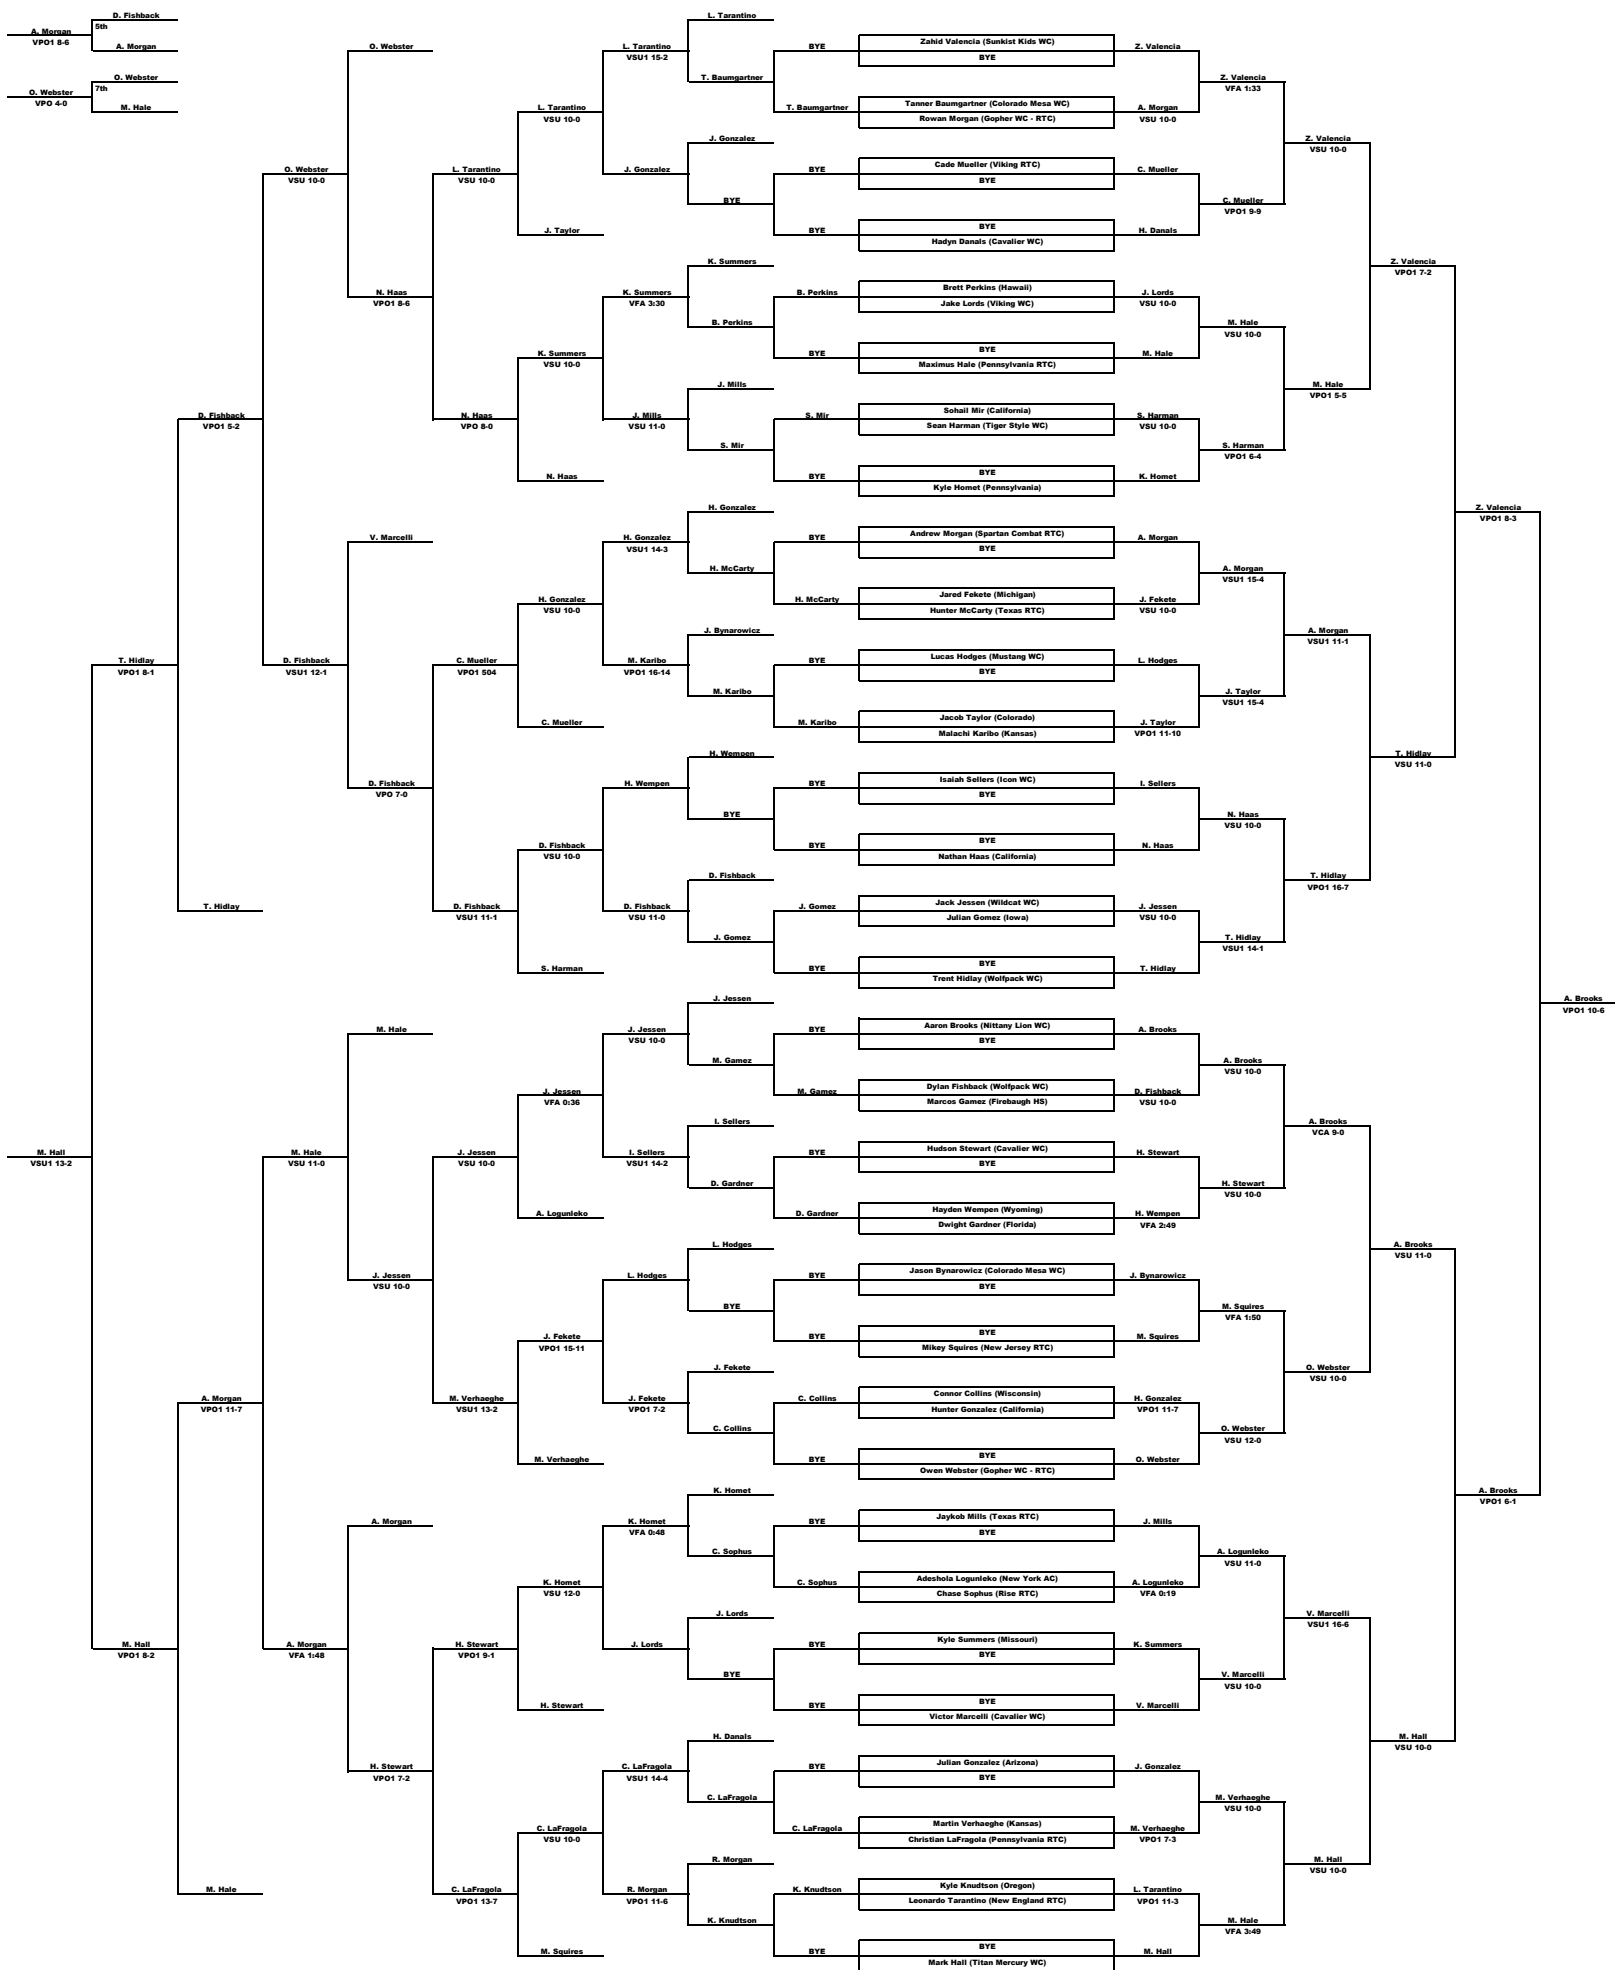 A. Morgan
VPO1 8-6
O. Webster
VPO 4-0
M. Hall
VSU1 13-2
D. Fishback
5th
A. Morgan
O. Webster
7th
M. Hale
T. Hidlay
VPO1 8-1
M. Hall
VPO1 8-2
D. Fishback
VPO1 5-2
T. Hidlay
A. Morgan
VPO1 11-7
M. Hale
O. Webster
VSU 10-0
D. Fishback
VSU1 12-1
M. Hale
VSU 11-0
A. Morgan
VFA 1:48
O. Webster
N. Haas
VPO1 8-6
V. Marcelli
D. Fishback
VPO 7-0
M. Hale
J. Jessen
VSU 10-0
A. Morgan
H. Stewart
VPO1 7-2
L. Tarantino
VSU 10-0
N. Haas
VPO 8-0
C. Mueller
VPO1 504
D. Fishback
VSU1 11-1
J. Jessen
VSU 10-0
M. Verhaeghe
VSU1 13-2
H. Stewart
VPO1 9-1
C. LaFragola
VPO1 13-7
L. Tarantino
VSU 10-0
J. Taylor
K. Summers
VSU 10-0
N. Haas
H. Gonzalez
VSU 10-0
C. Mueller
D. Fishback
VSU 10-0
S. Harman
J. Jessen
VFA 0:36
A. Logunleko
J. Fekete
VPO1 15-11
M. Verhaeghe
K. Homet
VSU 12-0
H. Stewart
C. LaFragola
VSU 10-0
M. Squires
L. Tarantino
VSU1 15-2
J. Gonzalez
K. Summers
VFA 3:30
J. Mills
VSU 11-0
H. Gonzalez
VSU1 14-3
M. Karibo
VPO1 16-14
H. Wempen
D. Fishback
VSU 11-0
J. Jessen
VSU 10-0
I. Sellers
VSU1 14-2
L. Hodges
J. Fekete
VPO1 7-2
K. Homet
VFA 0:48
J. Lords
C. LaFragola
VSU1 14-4
R. Morgan
VPO1 11-6
L. Tarantino
T. Baumgartner
J. Gonzalez
BYE
K. Summers
B. Perkins
J. Mills
S. Mir
H. Gonzalez
H. McCarty
J. Bynarowicz
M. Karibo
H. Wempen
BYE
D. Fishback
J. Gomez
J. Jessen
M. Gamez
I. Sellers
D. Gardner
L. Hodges
BYE
J. Fekete
C. Collins
K. Homet
C. Sophus
J. Lords
BYE
H. Danals
C. LaFragola
R. Morgan
K. Knudtson
BYE
T. Baumgartner
BYE
BYE
B. Perkins
BYE
S. Mir
BYE
BYE
H. McCarty
BYE
M. Karibo
BYE
BYE
J. Gomez
BYE
BYE
M. Gamez
BYE
D. Gardner
BYE
BYE
C. Collins
BYE
BYE
C. Sophus
BYE
BYE
BYE
C. LaFragola
K. Knudtson
BYE
Zahid Valencia (Sunkist Kids WC)
BYE
Tanner Baumgartner (Colorado Mesa WC)
Rowan Morgan (Gopher WC - RTC)
Cade Mueller (Viking RTC)
BYE
BYE
Hadyn Danals (Cavalier WC)
Brett Perkins (Hawaii)
Jake Lords (Viking WC)
BYE
Maximus Hale (Pennsylvania RTC)
Sohail Mir (California)
Sean Harman (Tiger Style WC)
BYE
Kyle Homet (Pennsylvania)
Andrew Morgan (Spartan Combat RTC)
BYE
Jared Fekete (Michigan)
Hunter McCarty (Texas RTC)
Lucas Hodges (Mustang WC)
BYE
Jacob Taylor (Colorado)
Malachi Karibo (Kansas)
Isaiah Sellers (Icon WC)
BYE
BYE
Nathan Haas (California)
Jack Jessen (Wildcat WC)
Julian Gomez (Iowa)
BYE
Trent Hidlay (Wolfpack WC)
Aaron Brooks (Nittany Lion WC)
BYE
Dylan Fishback (Wolfpack WC)
Marcos Gamez (Firebaugh HS)
Hudson Stewart (Cavalier WC)
BYE
Hayden Wempen (Wyoming)
Dwight Gardner (Florida)
Jason Bynarowicz (Colorado Mesa WC)
BYE
BYE
Mikey Squires (New Jersey RTC)
Connor Collins (Wisconsin)
Hunter Gonzalez (California)
BYE
Owen Webster (Gopher WC - RTC)
Jaykob Mills (Texas RTC)
BYE
Adeshola Logunleko (New York AC)
Chase Sophus (Rise RTC)
Kyle Summers (Missouri)
BYE
BYE
Victor Marcelli (Cavalier WC)
Julian Gonzalez (Arizona)
BYE
Martin Verhaeghe (Kansas)
Christian LaFragola (Pennsylvania RTC)
Kyle Knudtson (Oregon)
Leonardo Tarantino (New England RTC)
BYE
Mark Hall (Titan Mercury WC)
Z. Valencia
A. Morgan
VSU 10-0
C. Mueller
H. Danals
J. Lords
VSU 10-0
M. Hale
S. Harman
VSU 10-0
K. Homet
A. Morgan
J. Fekete
VSU 10-0
L. Hodges
J. Taylor
VPO1 11-10
I. Sellers
N. Haas
J. Jessen
VSU 10-0
T. Hidlay
A. Brooks
D. Fishback
VSU 10-0
H. Stewart
H. Wempen
VFA 2:49
J. Bynarowicz
M. Squires
H. Gonzalez
VPO1 11-7
O. Webster
J. Mills
A. Logunleko
VFA 0:19
K. Summers
V. Marcelli
J. Gonzalez
M. Verhaeghe
VPO1 7-3
L. Tarantino
VPO1 11-3
M. Hall
Z. Valencia
VFA 1:33
C. Mueller
VPO1 9-9
M. Hale
VSU 10-0
S. Harman
VPO1 6-4
A. Morgan
VSU1 15-4
J. Taylor
VSU1 15-4
N. Haas
VSU 10-0
T. Hidlay
VSU1 14-1
A. Brooks
VSU 10-0
H. Stewart
VSU 10-0
M. Squires
VFA 1:50
O. Webster
VSU 12-0
A. Logunleko
VSU 11-0
V. Marcelli
VSU 10-0
M. Verhaeghe
VSU 10-0
M. Hale
VFA 3:49
Z. Valencia
VSU 10-0
M. Hale
VPO1 5-5
A. Morgan
VSU1 11-1
T. Hidlay
VPO1 16-7
A. Brooks
VCA 9-0
O. Webster
VSU 10-0
V. Marcelli
VSU1 16-6
M. Hall
VSU 10-0
Z. Valencia
VPO1 7-2
T. Hidlay
VSU 11-0
A. Brooks
VSU 11-0
M. Hall
VSU 10-0
Z. Valencia
VPO1 8-3
A. Brooks
VPO1 6-1
A. Brooks
VPO1 10-6